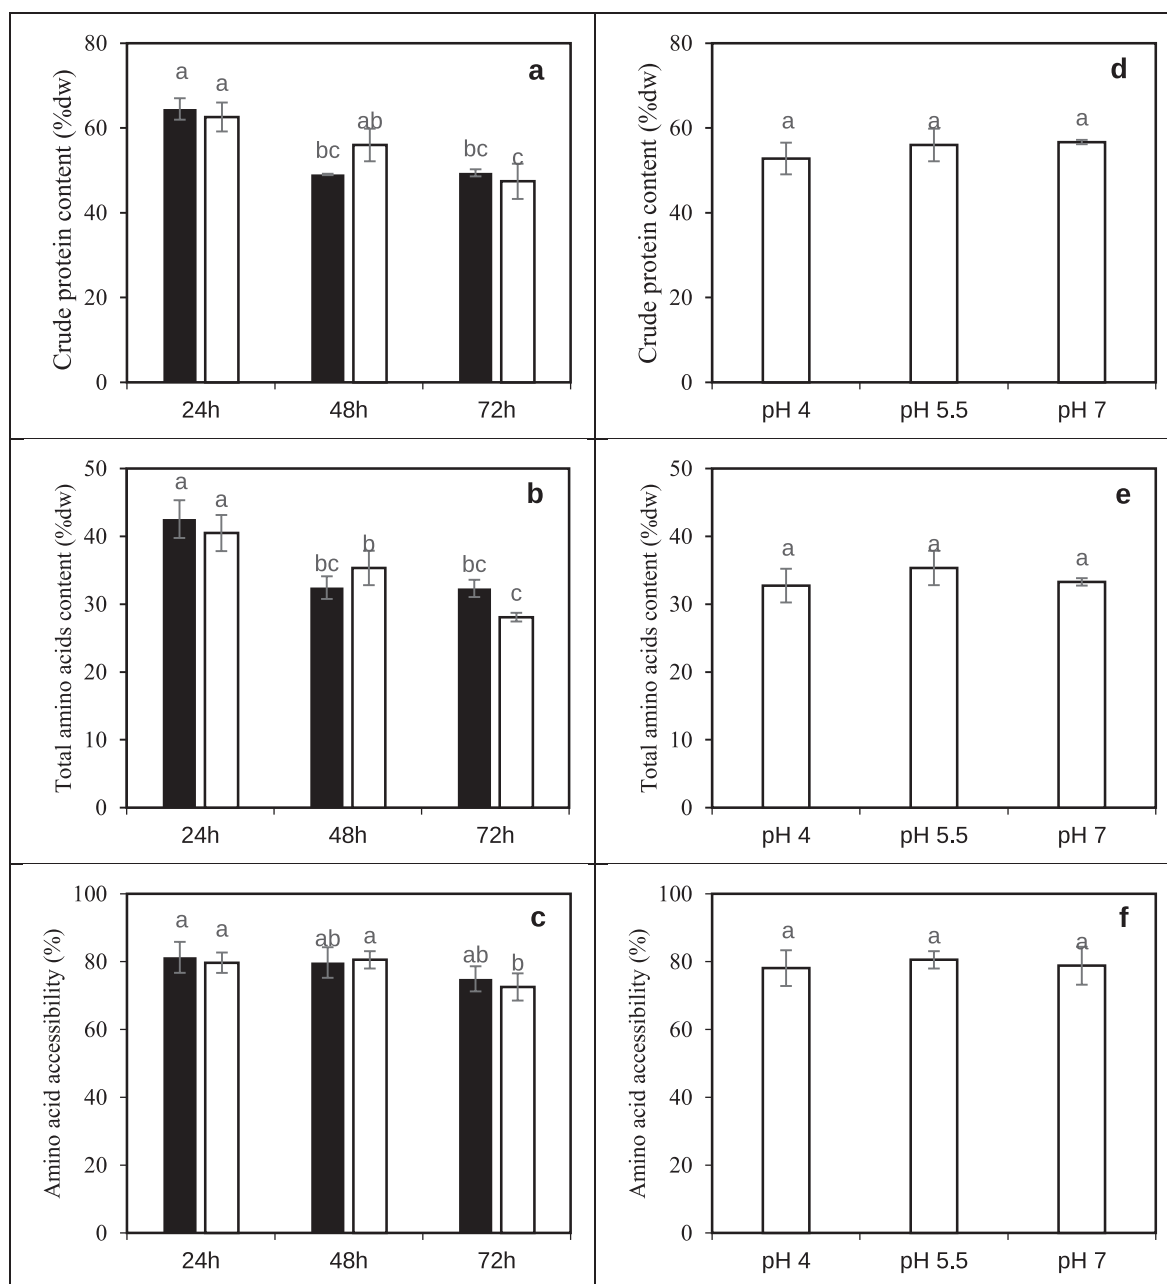 Crude protein content (%dw)
80
60
40
20
0
a
a
a
bc
ab
bc
c
24h
48h
72h
Crude protein content (%dw)
80
60
40
20
0
d
a
a
a
pH 4
pH 5.5
pH 7
Total amino acids content (%dw)
50
40
30
20
10
0
b
a
a
bc
b
bc
c
24h
48h
72h
Total amino acids content (%dw)
50
40
30
20
10
0
e
a
a
a
pH 4
pH 5.5
pH 7
Amino acid accessibility (%)
100
80
60
40
20
0
c
a
a
ab
a
ab
b
24h
48h
72h
Amino acid accessibility (%)
100
80
60
40
20
0
f
a
a
a
pH 4
pH 5.5
pH 7